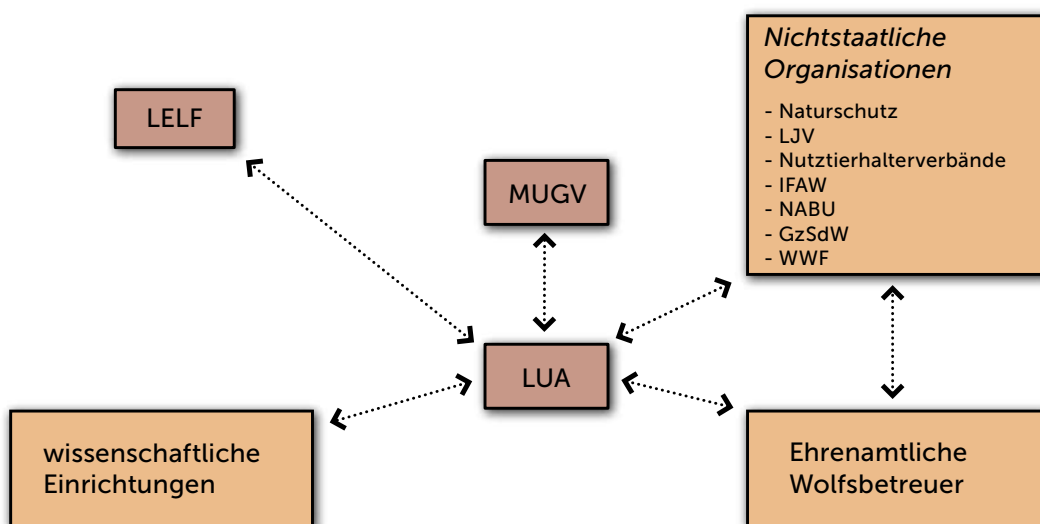 Nichtstaatliche
Organisationen
- Naturschutz
- LJV
- Nutztierhalterverbände
- IFAW
- NABU
- GzSdW
- WWF
LELF
MUGV
LUA
wissenschaftliche
Einrichtungen
Ehrenamtliche
Wolfsbetreuer